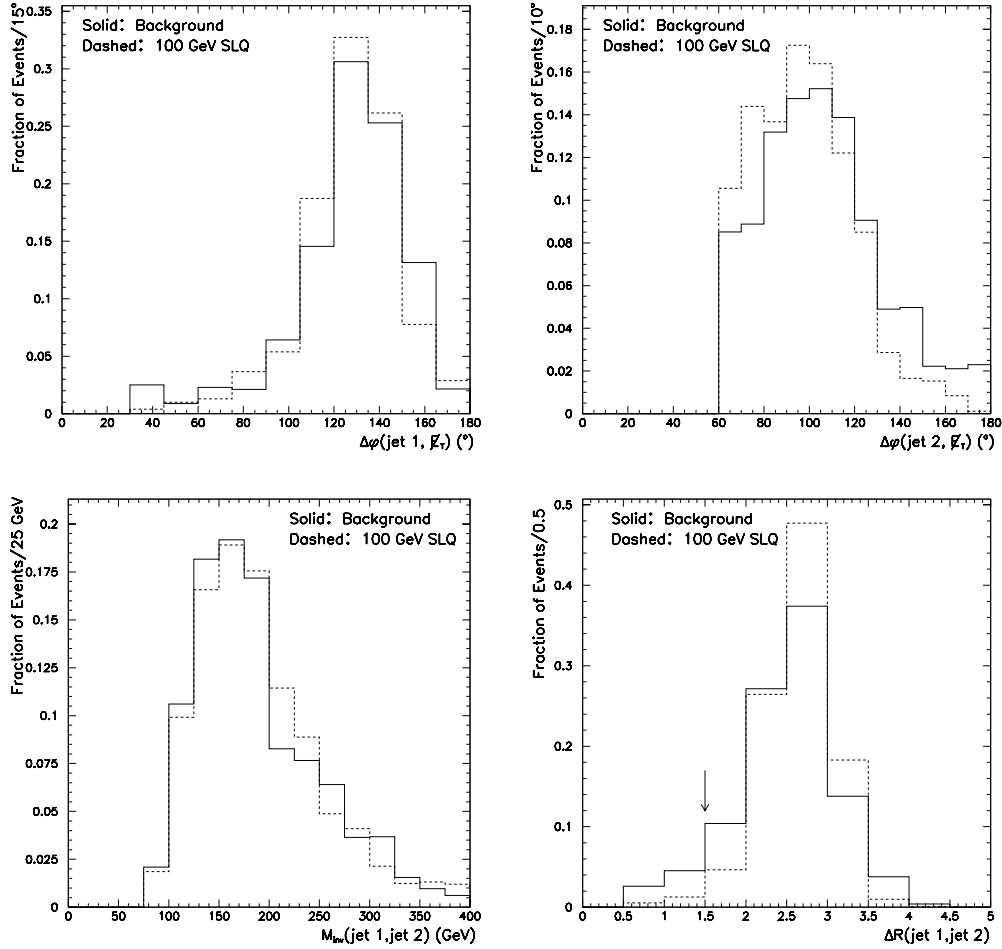 Fraction of Events/15°
0.35
0.3
0.25
0.2
0.15
0.1
0.05
0
Solid: Background
Dashed: 100 GeV SLQ
0 20 40 60 80 100 120 140 160 180
Δφ(jet 1, E̸T) (°)
Fraction of Events/10°
0.18
0.16
0.14
0.12
0.1
0.08
0.06
0.04
0.02
0
Solid: Background
Dashed: 100 GeV SLQ
0 20 40 60 80 100 120 140 160 180
Δφ(jet 2, E̸T) (°)
Fraction of Events/25 GeV
0.2
0.175
0.15
0.125
0.1
0.075
0.05
0.025
0
Solid: Background
Dashed: 100 GeV SLQ
0 50 100 150 200 250 300 350 400
Minv(jet 1,jet 2) (GeV)
Fraction of Events/0.5
0.5
0.4
0.3
0.2
0.1
0
Solid: Background
Dashed: 100 GeV SLQ
0 0.5 1 1.5 2 2.5 3 3.5 4 4.5 5
ΔR(jet 1,jet 2)